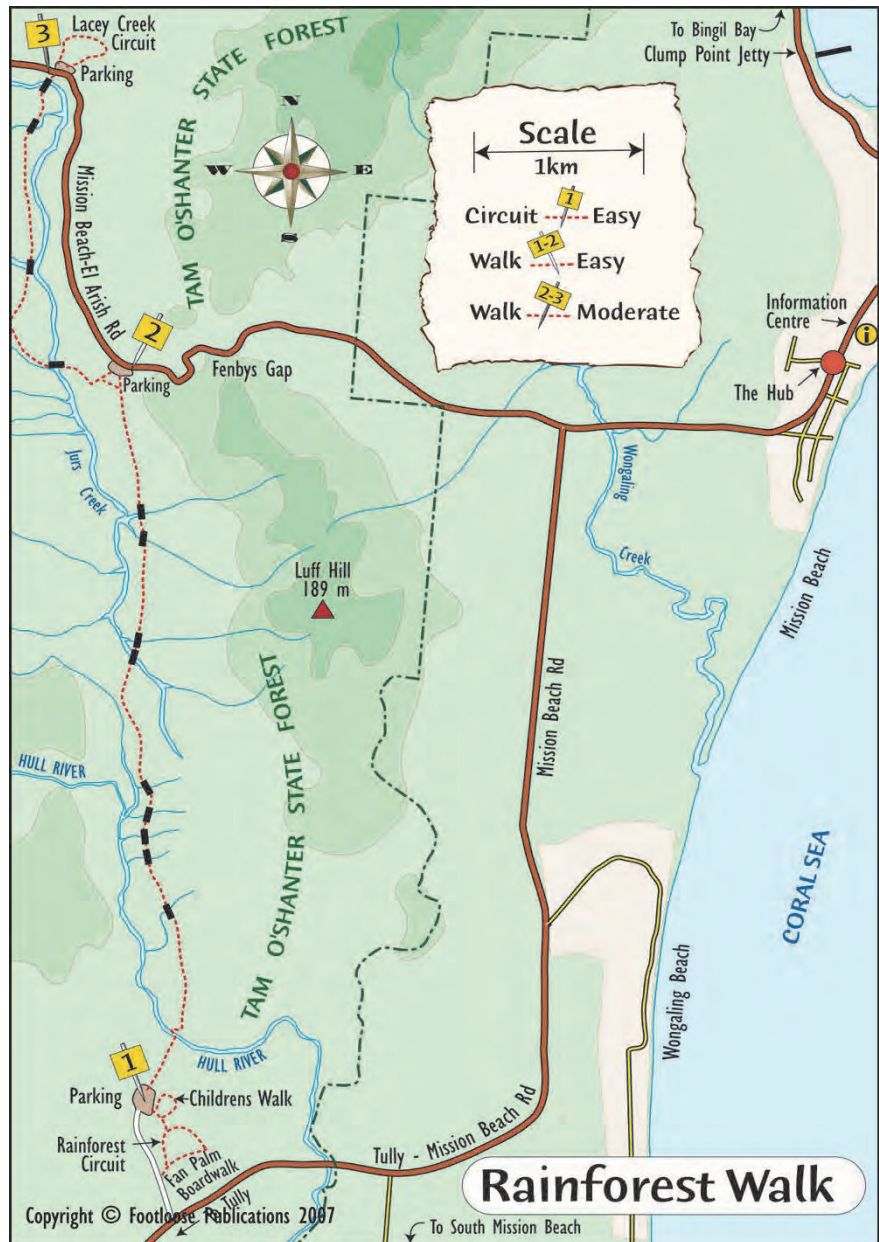 3
Lacey Creek
Circuit
Parking
TAM O'SHANTER STATE FOREST
To Bingil Bay
Clump Point Jetty
N
W
E
S
Scale
1km
1
Circuit Easy
1-2
Walk Easy
2-3
Walk Moderate
Mission Beach-El Arish Rd
2
Parking
Fenbys Gap
Information
Centre
i
The Hub
Jurs
Creek
Wongaling
Creek
Luff Hill
189 m
Mission Beach
Mission Beach Rd
HULL RIVER
TAM O'SHANTER STATE FOREST
CORAL SEA
Wongaling Beach
HULL RIVER
1
Parking
Childrens Walk
Rainforest
Circuit
Fan Palm
Boardwalk
To Tully
Tully - Mission Beach Rd
To South Mission Beach
Rainforest Walk
Copyright © Footloose Publications 2007